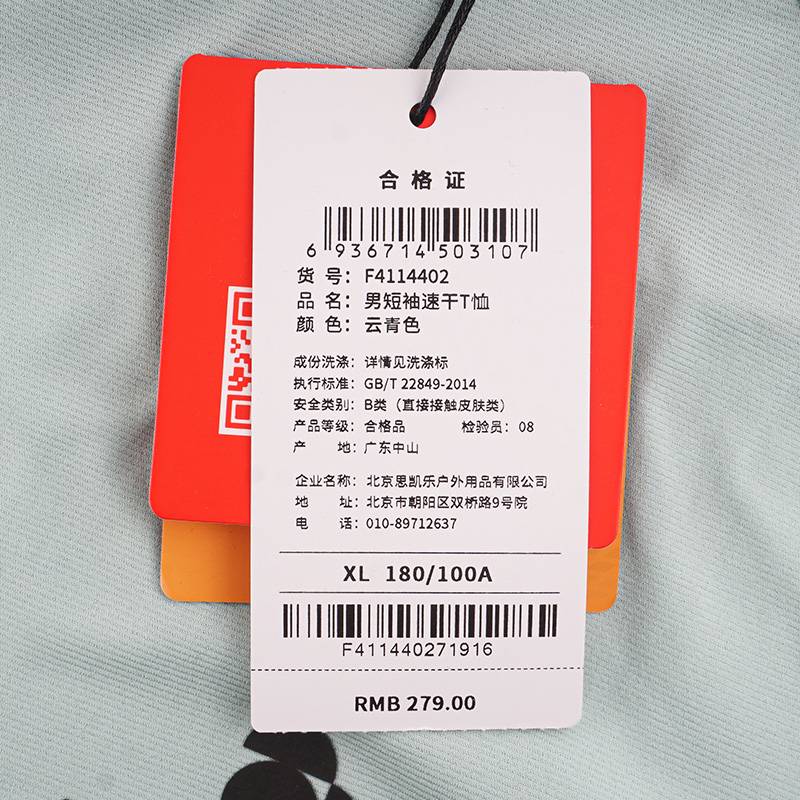 合格证
6 936714 503107
货 号: F4114402
品 名: 男短袖速干T恤
颜 色: 云青色
成份洗涤: 详情见洗涤标
执行标准: GB/T 22849-2014
安全类别: B类（直接接触皮肤类）
产品等级: 合格品 检验员: 08
产 地: 广东中山
企业名称: 北京思凯乐户外用品有限公司
地 址: 北京市朝阳区双桥路9号院
电 话: 010-89712637
XL 180/100A
F411440271916
RMB 279.00